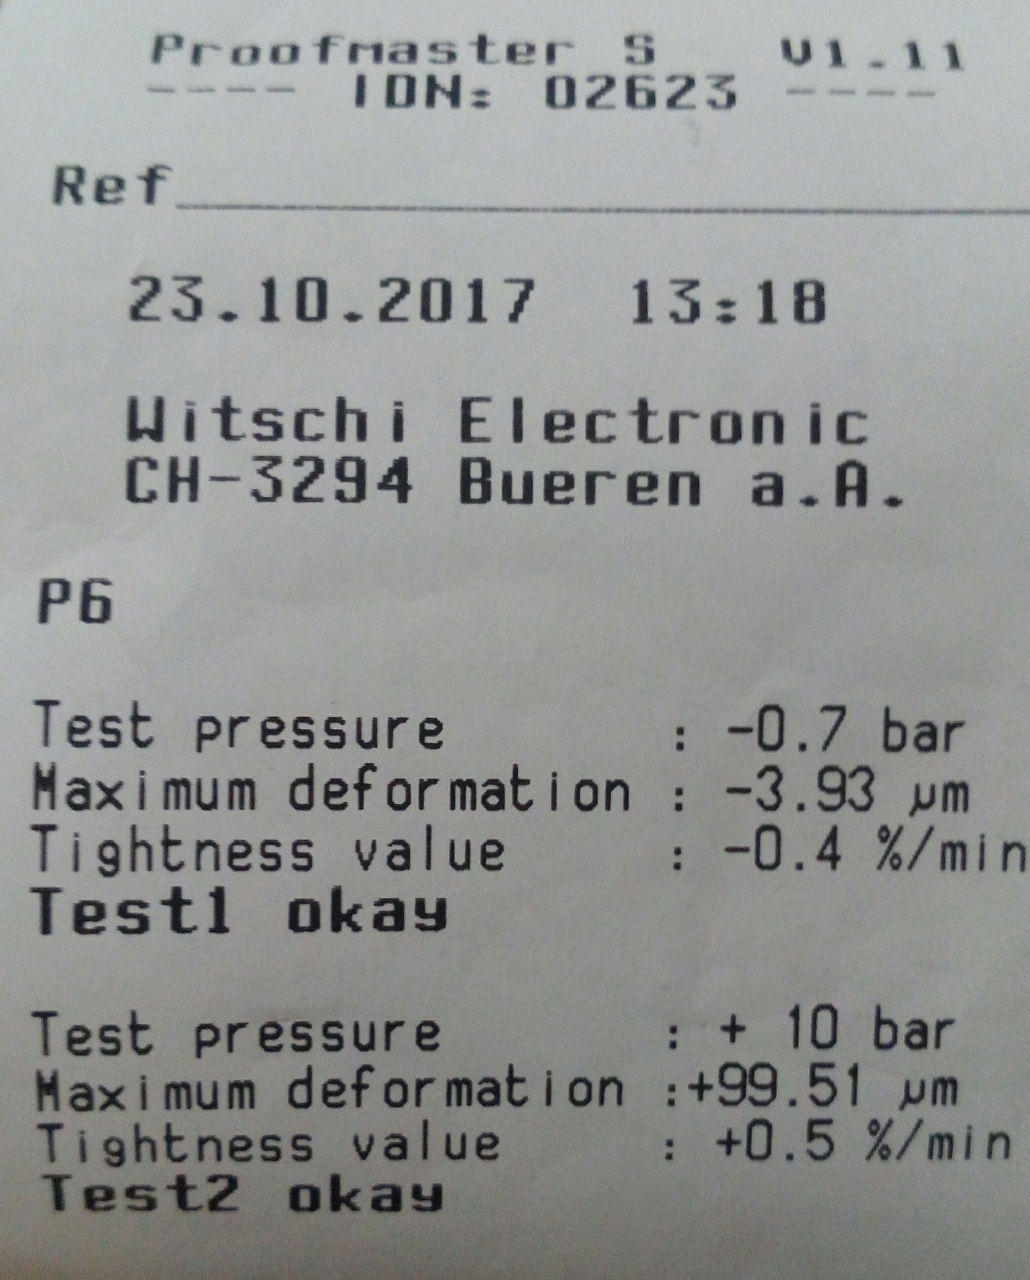 Proofmaster S V1.11
---- IDN: 02623 ----
Ref
23.10.2017 13:18
Witschi Electronic
CH-3294 Bueren a.A.
P6
Test pressure : -0.7 bar
Maximum deformation : -3.93 µm
Tightness value : -0.4 %/min
Test1 okay
Test pressure : + 10 bar
Maximum deformation :+99.51 µm
Tightness value : +0.5 %/min
Test2 okay